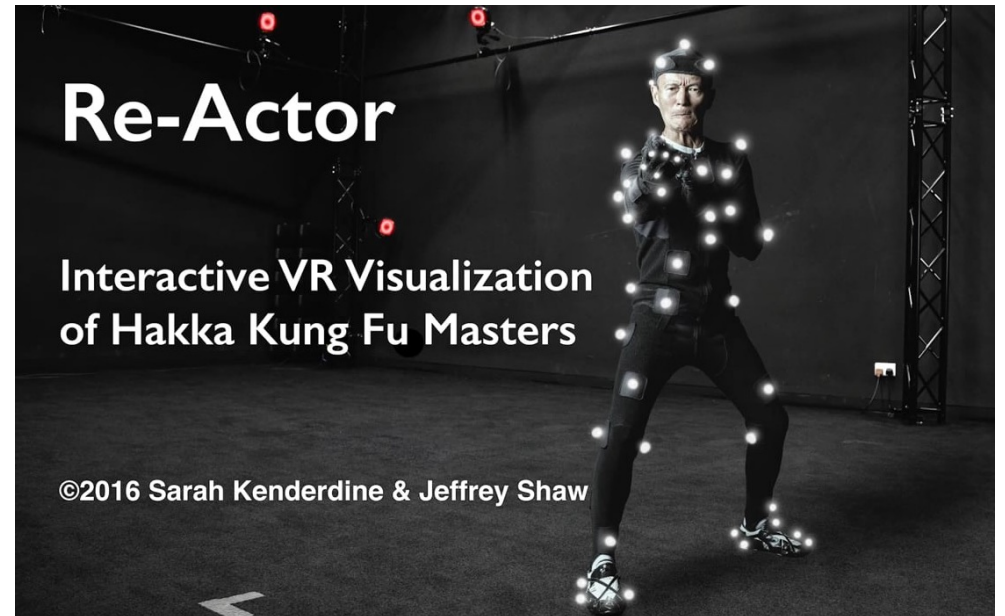 Re-Actor
Interactive VR Visualization
of Hakka Kung Fu Masters
©2016 Sarah Kenderdine & Jeffrey Shaw